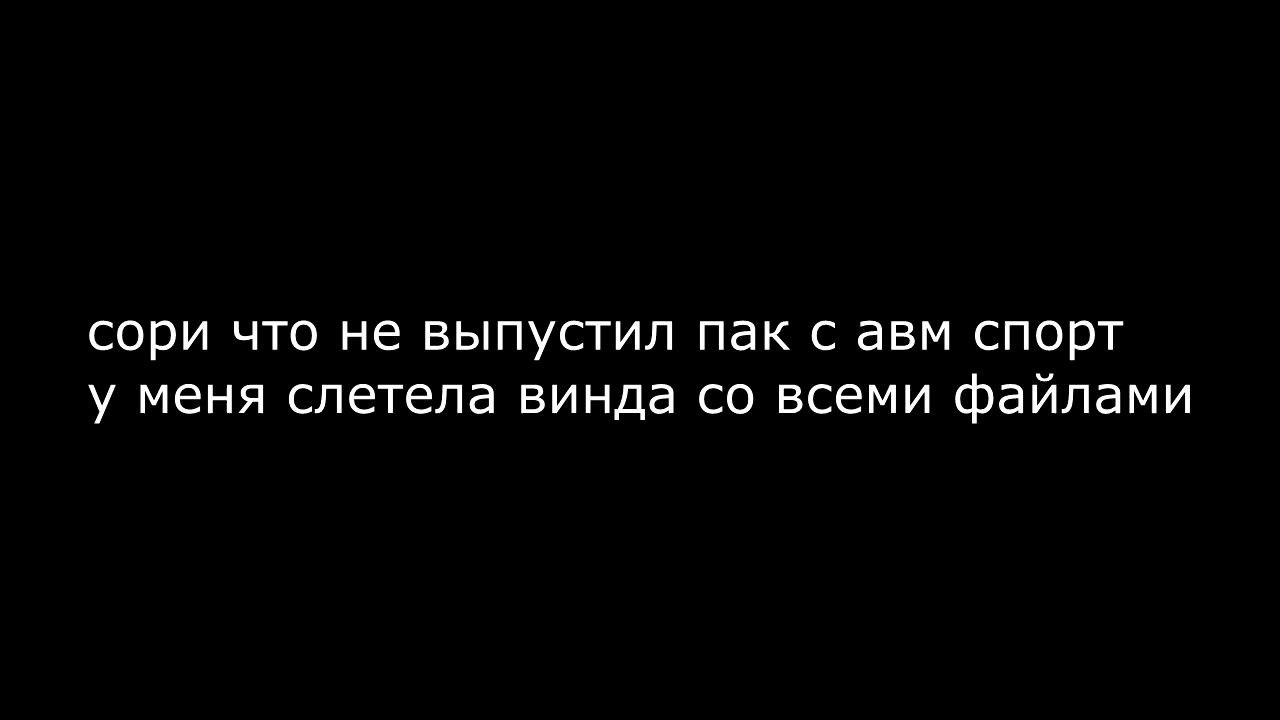 сори что не выпустил пак с авм спорт
у меня слетела винда со всеми файлами